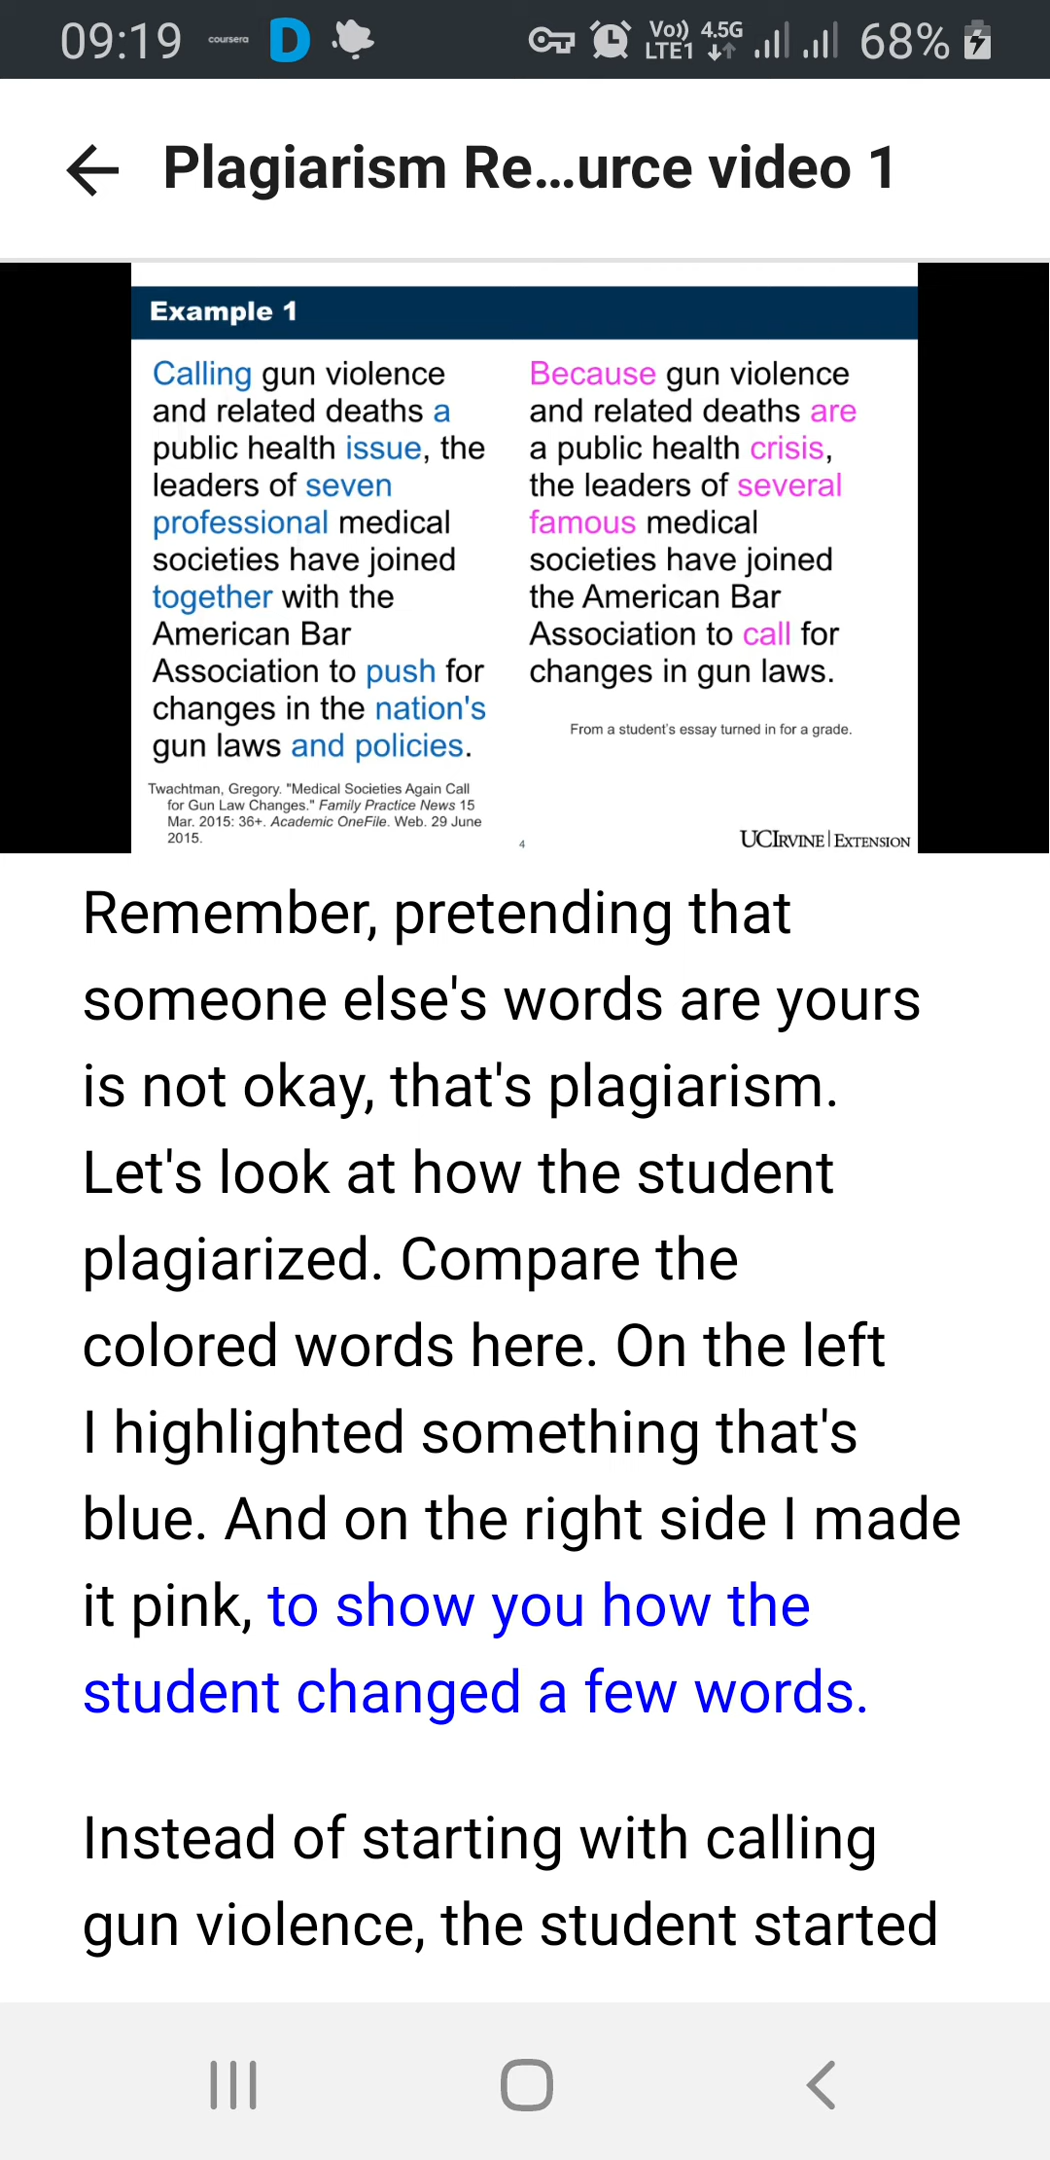 09:19 coursera D Vo)) LTE1 4.5G 68%
Plagiarism Re...urce video 1
Example 1
Calling gun violence
and related deaths a
public health issue, the
leaders of seven
professional medical
societies have joined
together with the
American Bar
Association to push for
changes in the nation's
gun laws and policies.
Twachtman, Gregory. "Medical Societies Again Call
for Gun Law Changes." Family Practice News 15
Mar. 2015: 36+. Academic OneFile. Web. 29 June
2015.
Because gun violence
and related deaths are
a public health crisis,
the leaders of several
famous medical
societies have joined
the American Bar
Association to call for
changes in gun laws.
From a student's essay turned in for a grade.
4
UCIRVINE | EXTENSION
Remember, pretending that
someone else's words are yours
is not okay, that's plagiarism.
Let's look at how the student
plagiarized. Compare the
colored words here. On the left
I highlighted something that's
blue. And on the right side I made
it pink, to show you how the
student changed a few words.
Instead of starting with calling
gun violence, the student started